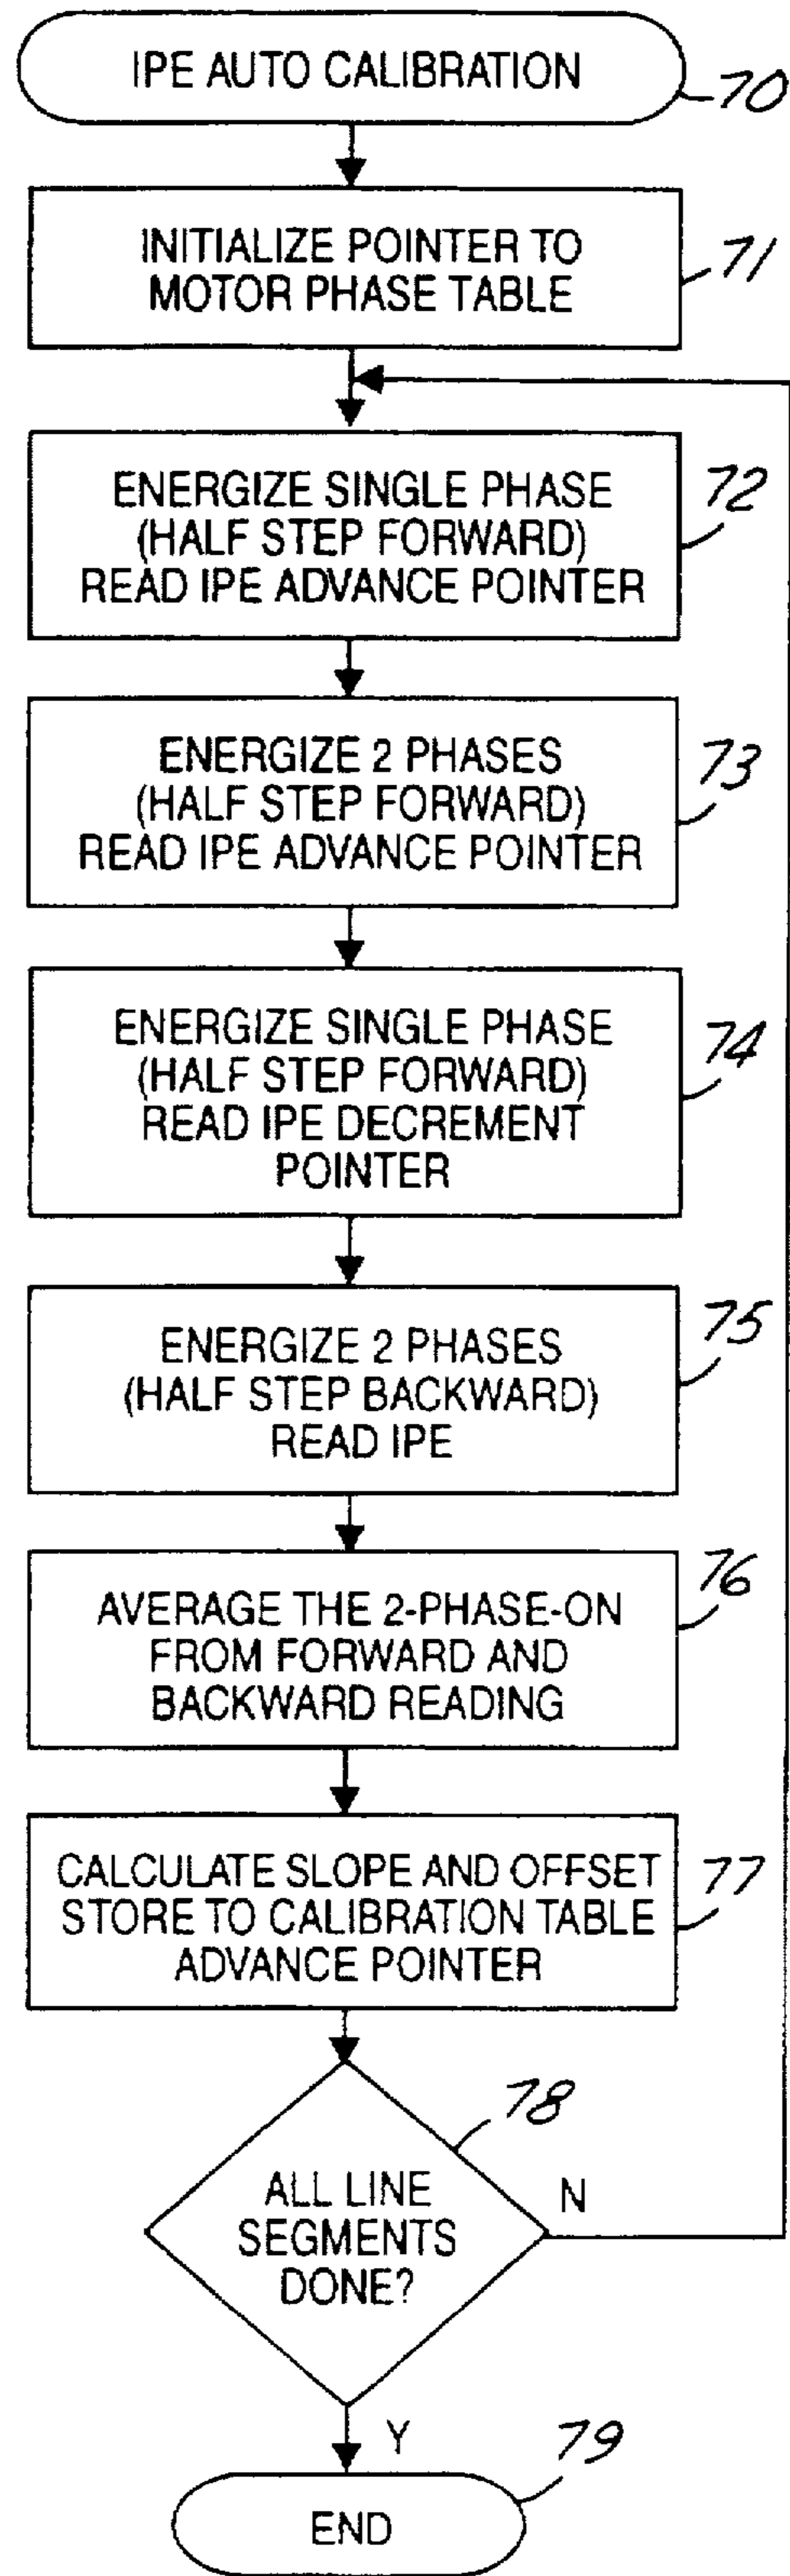 IPE AUTO CALIBRATION
70
INITIALIZE POINTER TO
MOTOR PHASE TABLE
71
ENERGIZE SINGLE PHASE
(HALF STEP FORWARD)
READ IPE ADVANCE POINTER
72
ENERGIZE 2 PHASES
(HALF STEP FORWARD)
READ IPE ADVANCE POINTER
73
ENERGIZE SINGLE PHASE
(HALF STEP FORWARD)
READ IPE DECREMENT
POINTER
74
ENERGIZE 2 PHASES
(HALF STEP BACKWARD)
READ IPE
75
AVERAGE THE 2-PHASE-ON
FROM FORWARD AND
BACKWARD READING
76
CALCULATE SLOPE AND OFFSET
STORE TO CALIBRATION TABLE
ADVANCE POINTER
77
78
ALL LINE
SEGMENTS
DONE?
N
Y
79
END